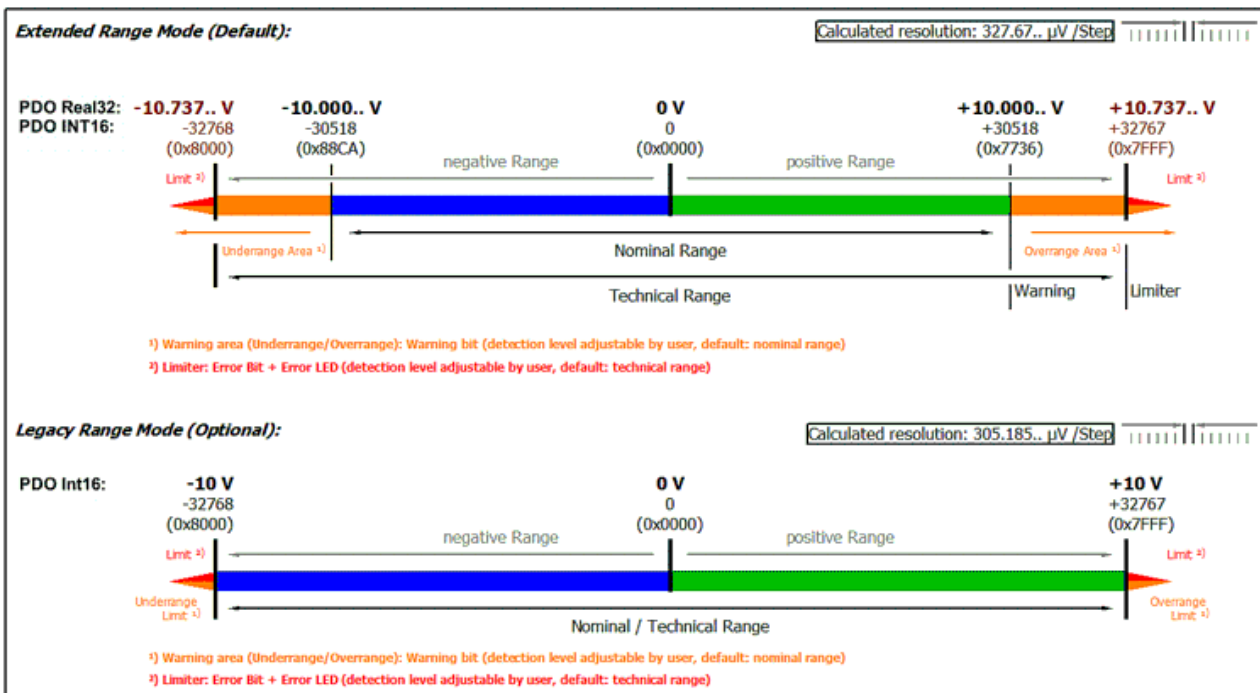 Extended Range Mode (Default):
Calculated resolution: 327.67.. µV /Step
PDO Real32: -10.737.. V -10.000.. V 0 V +10.000.. V +10.737.. V
PDO INT16: -32768 -30518 0 +30518 +32767
(0x8000) (0x88CA) (0x0000) (0x7736) (0x7FFF)
negative Range positive Range
Limit ²⁾ Limit ²⁾
Underrange Area ¹⁾ Nominal Range Overrange Area ¹⁾
Technical Range Warning Limiter
¹⁾ Warning area (Underrange/Overrange): Warning bit (detection level adjustable by user, default: nominal range)
²⁾ Limiter: Error Bit + Error LED (detection level adjustable by user, default: technical range)
Legacy Range Mode (Optional):
Calculated resolution: 305.185.. µV /Step
PDO Int16: -10 V 0 V +10 V
-32768 0 +32767
(0x8000) (0x0000) (0x7FFF)
negative Range positive Range
Limit ²⁾ Limit ²⁾
Underrange Limit ¹⁾ Overrange Limit ¹⁾
Nominal / Technical Range
¹⁾ Warning area (Underrange/Overrange): Warning bit (detection level adjustable by user, default: nominal range)
²⁾ Limiter: Error Bit + Error LED (detection level adjustable by user, default: technical range)